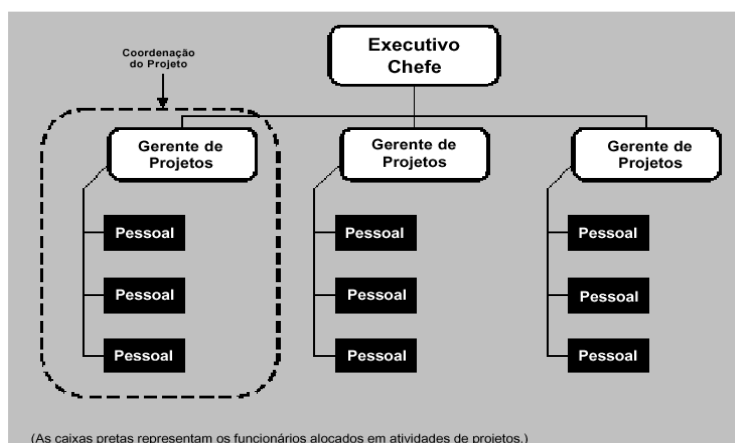 Coordenação
do Projeto
Executivo
Chefe
Gerente de
Projetos
Gerente de
Projetos
Gerente de
Projetos
Pessoal
Pessoal
Pessoal
Pessoal
Pessoal
Pessoal
Pessoal
Pessoal
Pessoal
(As caixas pretas representam os funcionários alocados em atividades de projetos.)